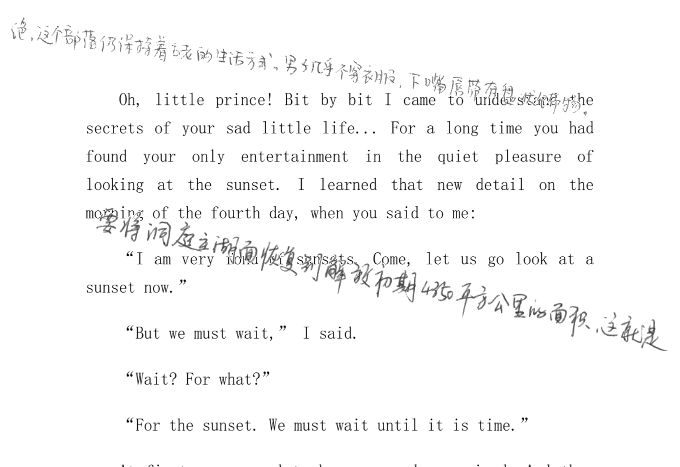 绝，这个部落仍保持着古老的生活方式。男乡几乎不穿衣服，下嘴唇带有
Oh, little prince! Bit by bit I came to understand the
secrets of your sad little life... For a long time you had
found your only entertainment in the quiet pleasure of
looking at the sunset. I learned that new detail on the
morning of the fourth day, when you said to me:
要将洞庭主湖面恢复到解放初期4350平方公里的面积，这就是
“I am very fond of sunsets. Come, let us go look at a
sunset now.”
“But we must wait,” I said.
“Wait? For what?”
“For the sunset. We must wait until it is time.”